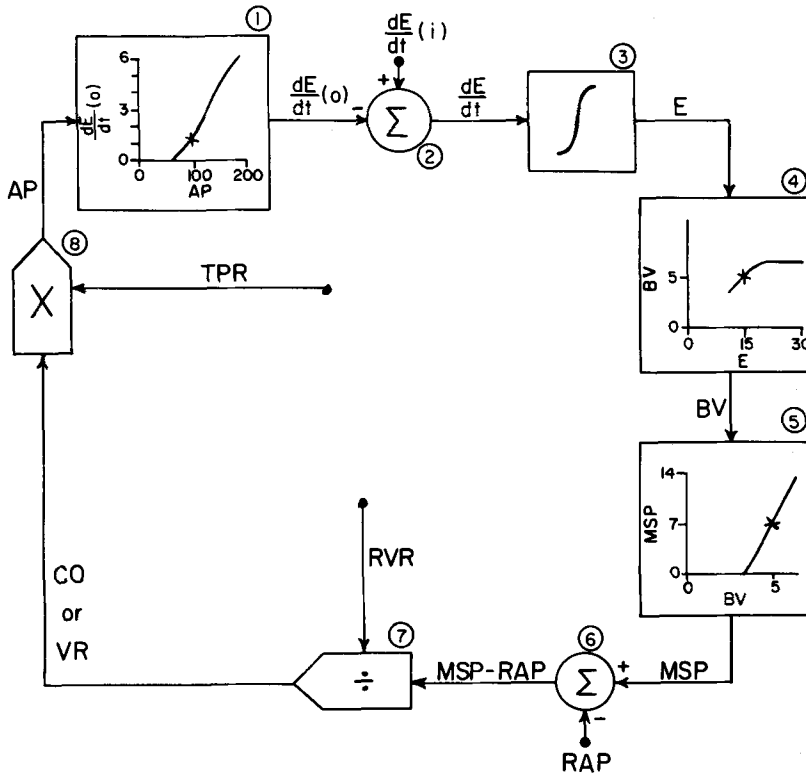 ①
6
3
0
dE/dt (o)
0
100
200
AP
dE/dt (o)
-
dE/dt (i)
+
Σ
②
dE/dt
③
∫
E
④
BV
5
0
0
15
30
E
BV
⑤
14
MSP
7
0
0
5
BV
MSP
+
⑥
Σ
-
RAP
MSP-RAP
⑦
÷
RVR
CO
or
VR
⑧
X
TPR
AP